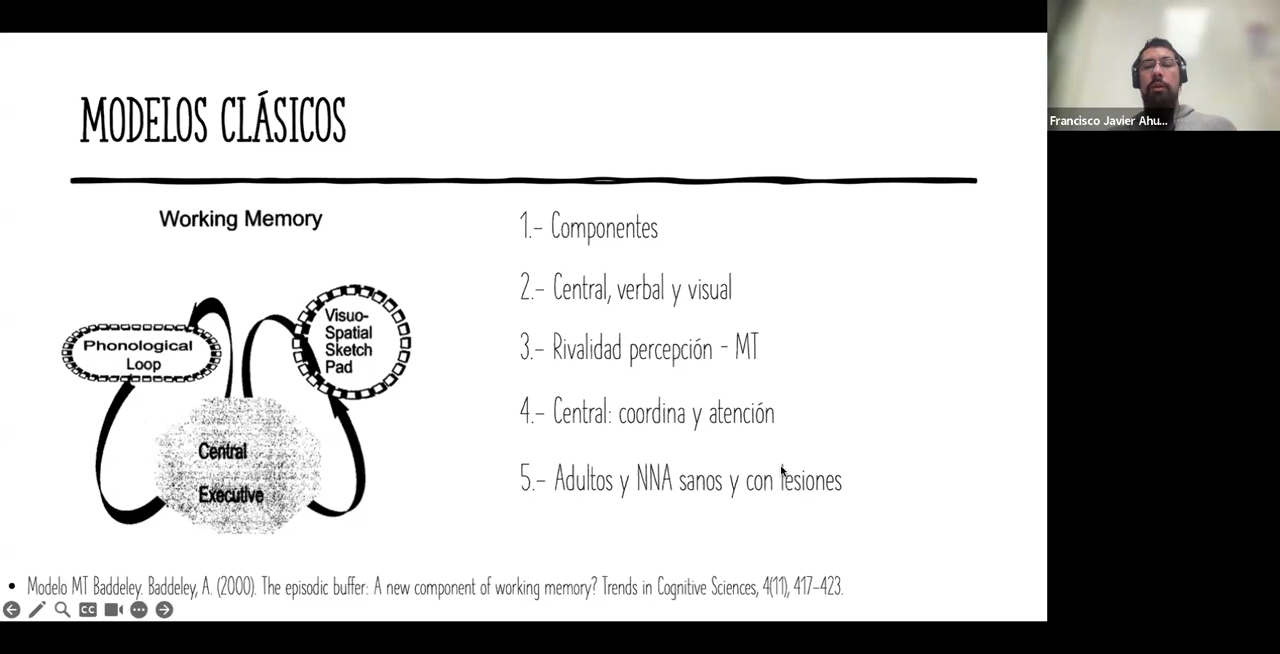 MODELOS CLÁSICOS
Working Memory
Phonological
Loop
Visuo-
Spatial
Sketch
Pad
Central
Executive
1.- Componentes
2.- Central, verbal y visual
3.- Rivalidad percepción - MT
4.- Central: coordina y atención
5.- Adultos y NNA sanos y con lesiones
• Modelo MT Baddeley. Baddeley, A. (2000). The episodic buffer: A new component of working memory? Trends in Cognitive Sciences, 4(11), 417–423.
CC
Francisco Javier Ahu...